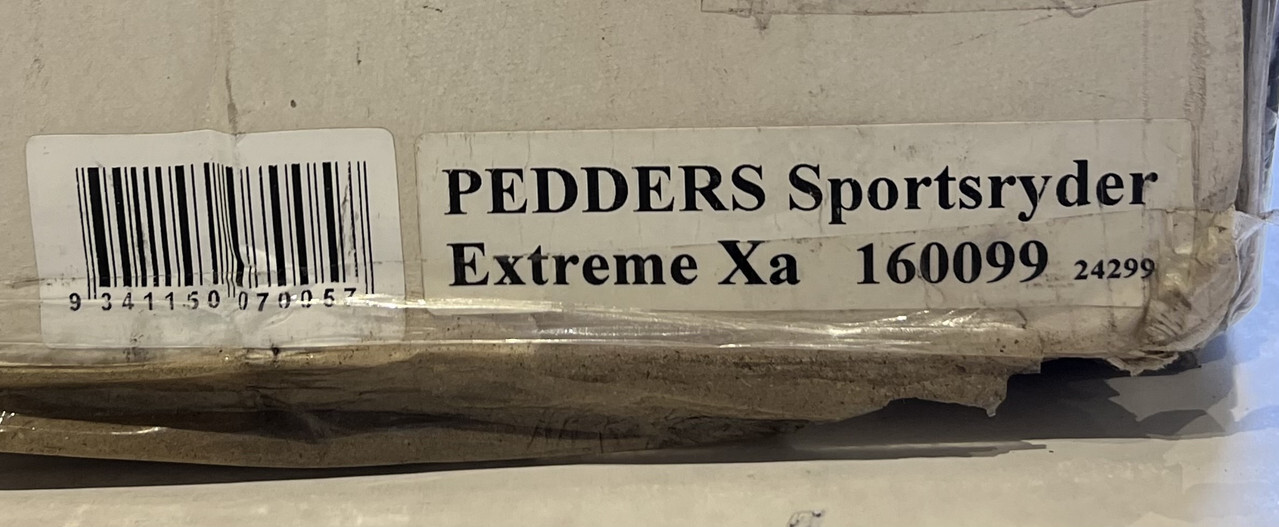 PEDDERS Sportsryder
Extreme Xa 160099 24299
9 341150 070057